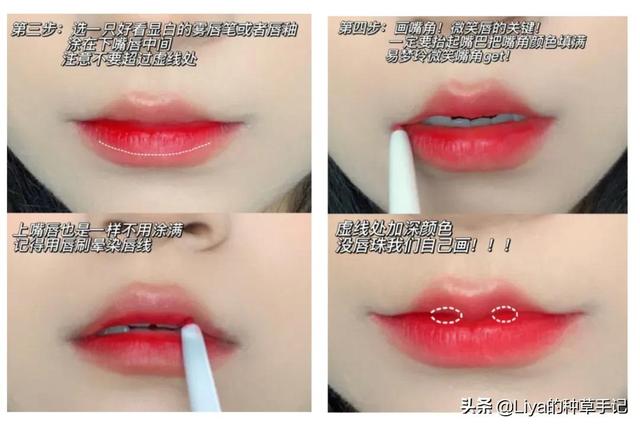 第三步：选一只好看显白的雾唇笔或者唇釉
涂在下嘴唇中间
注意不要超过虚线处
第四步：画嘴角！微笑唇的关键！
一定要抬起嘴巴把嘴角颜色填满
易梦玲微笑嘴角get！
上嘴唇也是一样不用涂满
记得用唇刷晕染唇线
虚线处加深颜色
没唇珠我们自己画！！！
头条 @Liya的种草手记